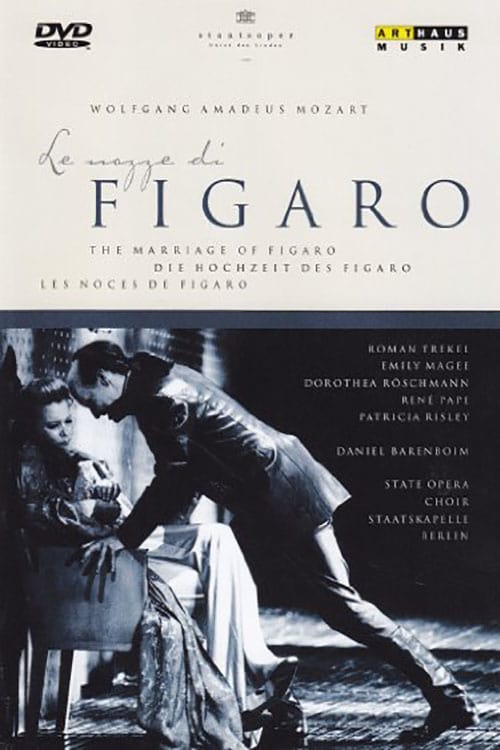 DVD
VIDEO
staatsoper
Unter den Linden
ARTHAUS
MUSIK
WOLFGANG AMADEUS MOZART
Le nozze di
FIGARO
THE MARRIAGE OF FIGARO
DIE HOCHZEIT DES FIGARO
LES NOCES DE FIGARO
ROMAN TREKEL
EMILY MAGEE
DOROTHEA RÖSCHMANN
RENÉ PAPE
PATRICIA RISLEY
DANIEL BARENBOIM
STATE OPERA
CHOIR
STAATSKAPELLE
BERLIN